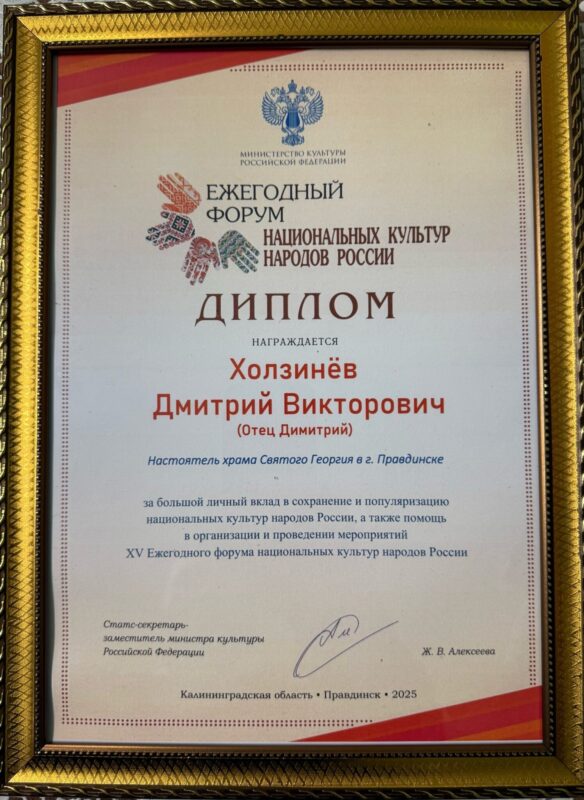 МИНИСТЕРСТВО КУЛЬТУРЫ
РОССИЙСКОЙ ФЕДЕРАЦИИ
ЕЖЕГОДНЫЙ
ФОРУМ
НАЦИОНАЛЬНЫХ КУЛЬТУР
НАРОДОВ РОССИИ
ДИПЛОМ
НАГРАЖДАЕТСЯ
Холзинёв
Дмитрий Викторович
(Отец Димитрий)
Настоятель храма Святого Георгия в г. Правдинске
за большой личный вклад в сохранение и популяризацию
национальных культур народов России, а также помощь
в организации и проведении мероприятий
XV Ежегодного форума национальных культур народов России
Статс-секретарь-
заместитель министра культуры
Российской Федерации
Ж. В. Алексеева
Калининградская область • Правдинск • 2025